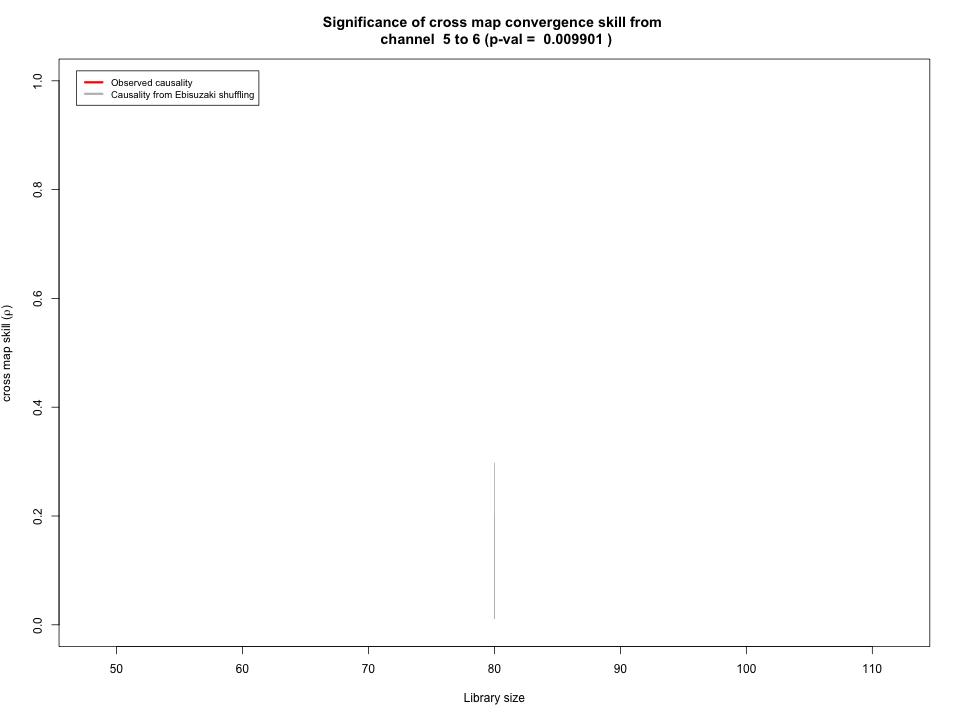 Significance of cross map convergence skill from
channel  5 to 6 (p-val =  0.009901 )
Observed causality
Causality from Ebisuzaki shuffling
cross map skill (ρ)
1.0
0.8
0.6
0.4
0.2
0.0
50 60 70 80 90 100 110
Library size